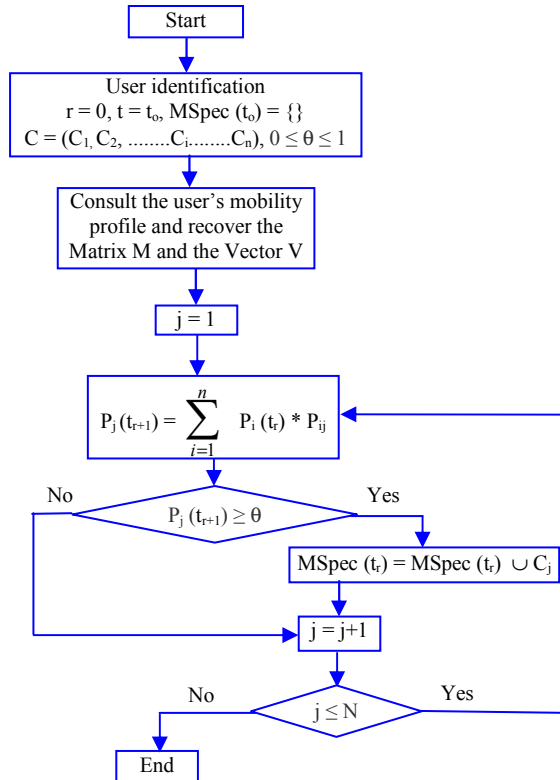 Start
User identification
r = 0, t = tₒ, MSpec (tₒ) = {}
C = (C₁, C₂, ........Cᵢ........Cₙ), 0 ≤ θ ≤ 1
Consult the user's mobility
profile and recover the
Matrix M and the Vector V
j = 1
Pⱼ (tᵣ₊₁) = ∑ᵢ₌₁ⁿ Pᵢ (tᵣ) * Pᵢⱼ
No
Yes
Pⱼ (tᵣ₊₁) ≥ θ
MSpec (tᵣ) = MSpec (tᵣ) ∪ Cⱼ
j = j+1
No
Yes
j ≤ N
End